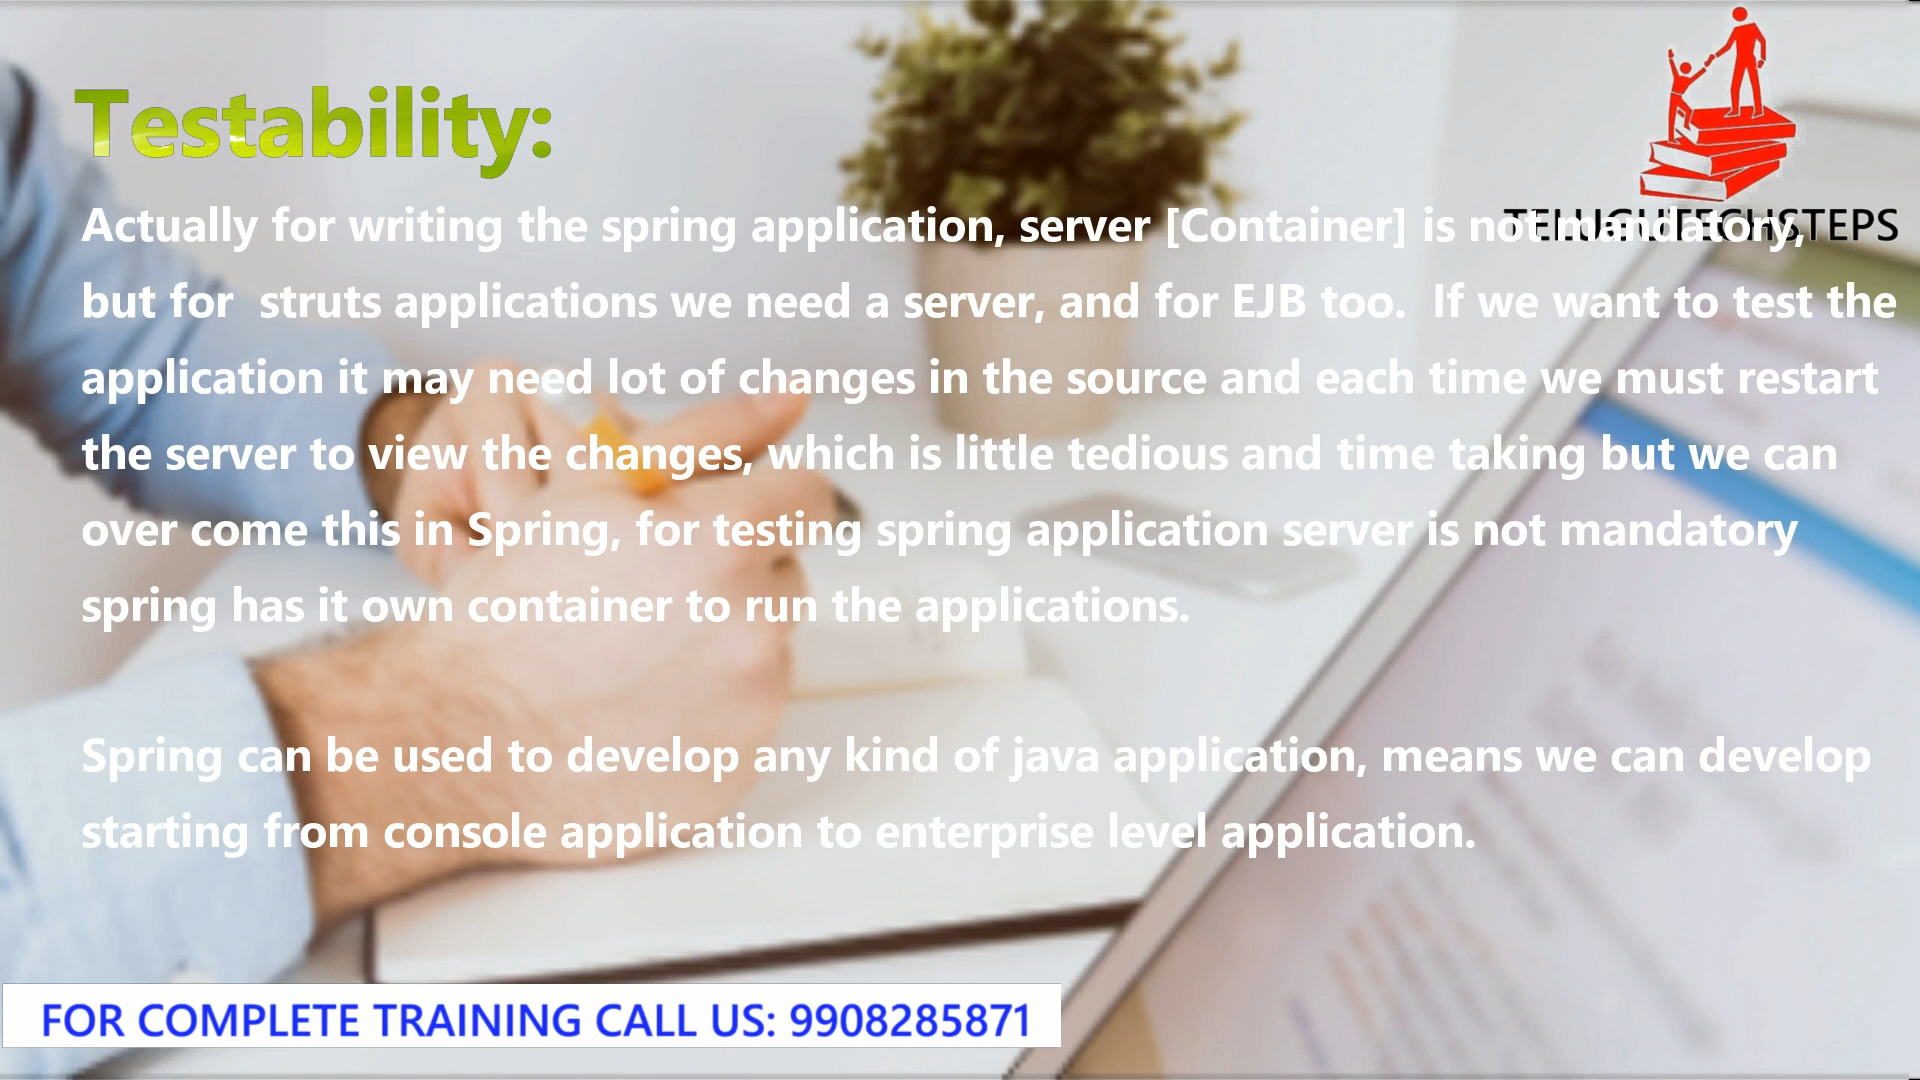 Testability:
Actually for writing the spring application, server [Container] is not mandatory,
TELUGUTECHSTEPS
but for  struts applications we need a server, and for EJB too.  If we want to test the
application it may need lot of changes in the source and each time we must restart
the server to view the changes, which is little tedious and time taking but we can
over come this in Spring, for testing spring application server is not mandatory
spring has it own container to run the applications.
Spring can be used to develop any kind of java application, means we can develop
starting from console application to enterprise level application.
FOR COMPLETE TRAINING CALL US: 9908285871